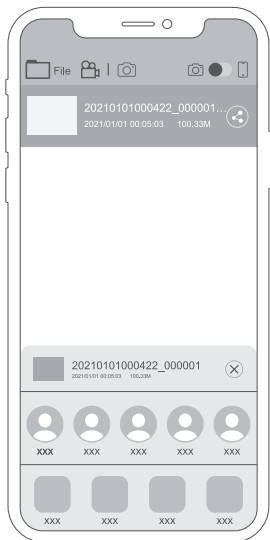 File
20210101000422_000001...
2021/01/01 00:05:03 100.33M
20210101000422_000001
2021/01/01 00:05:03 100.33M
xxx xxx xxx xxx xxx
xxx xxx xxx xxx